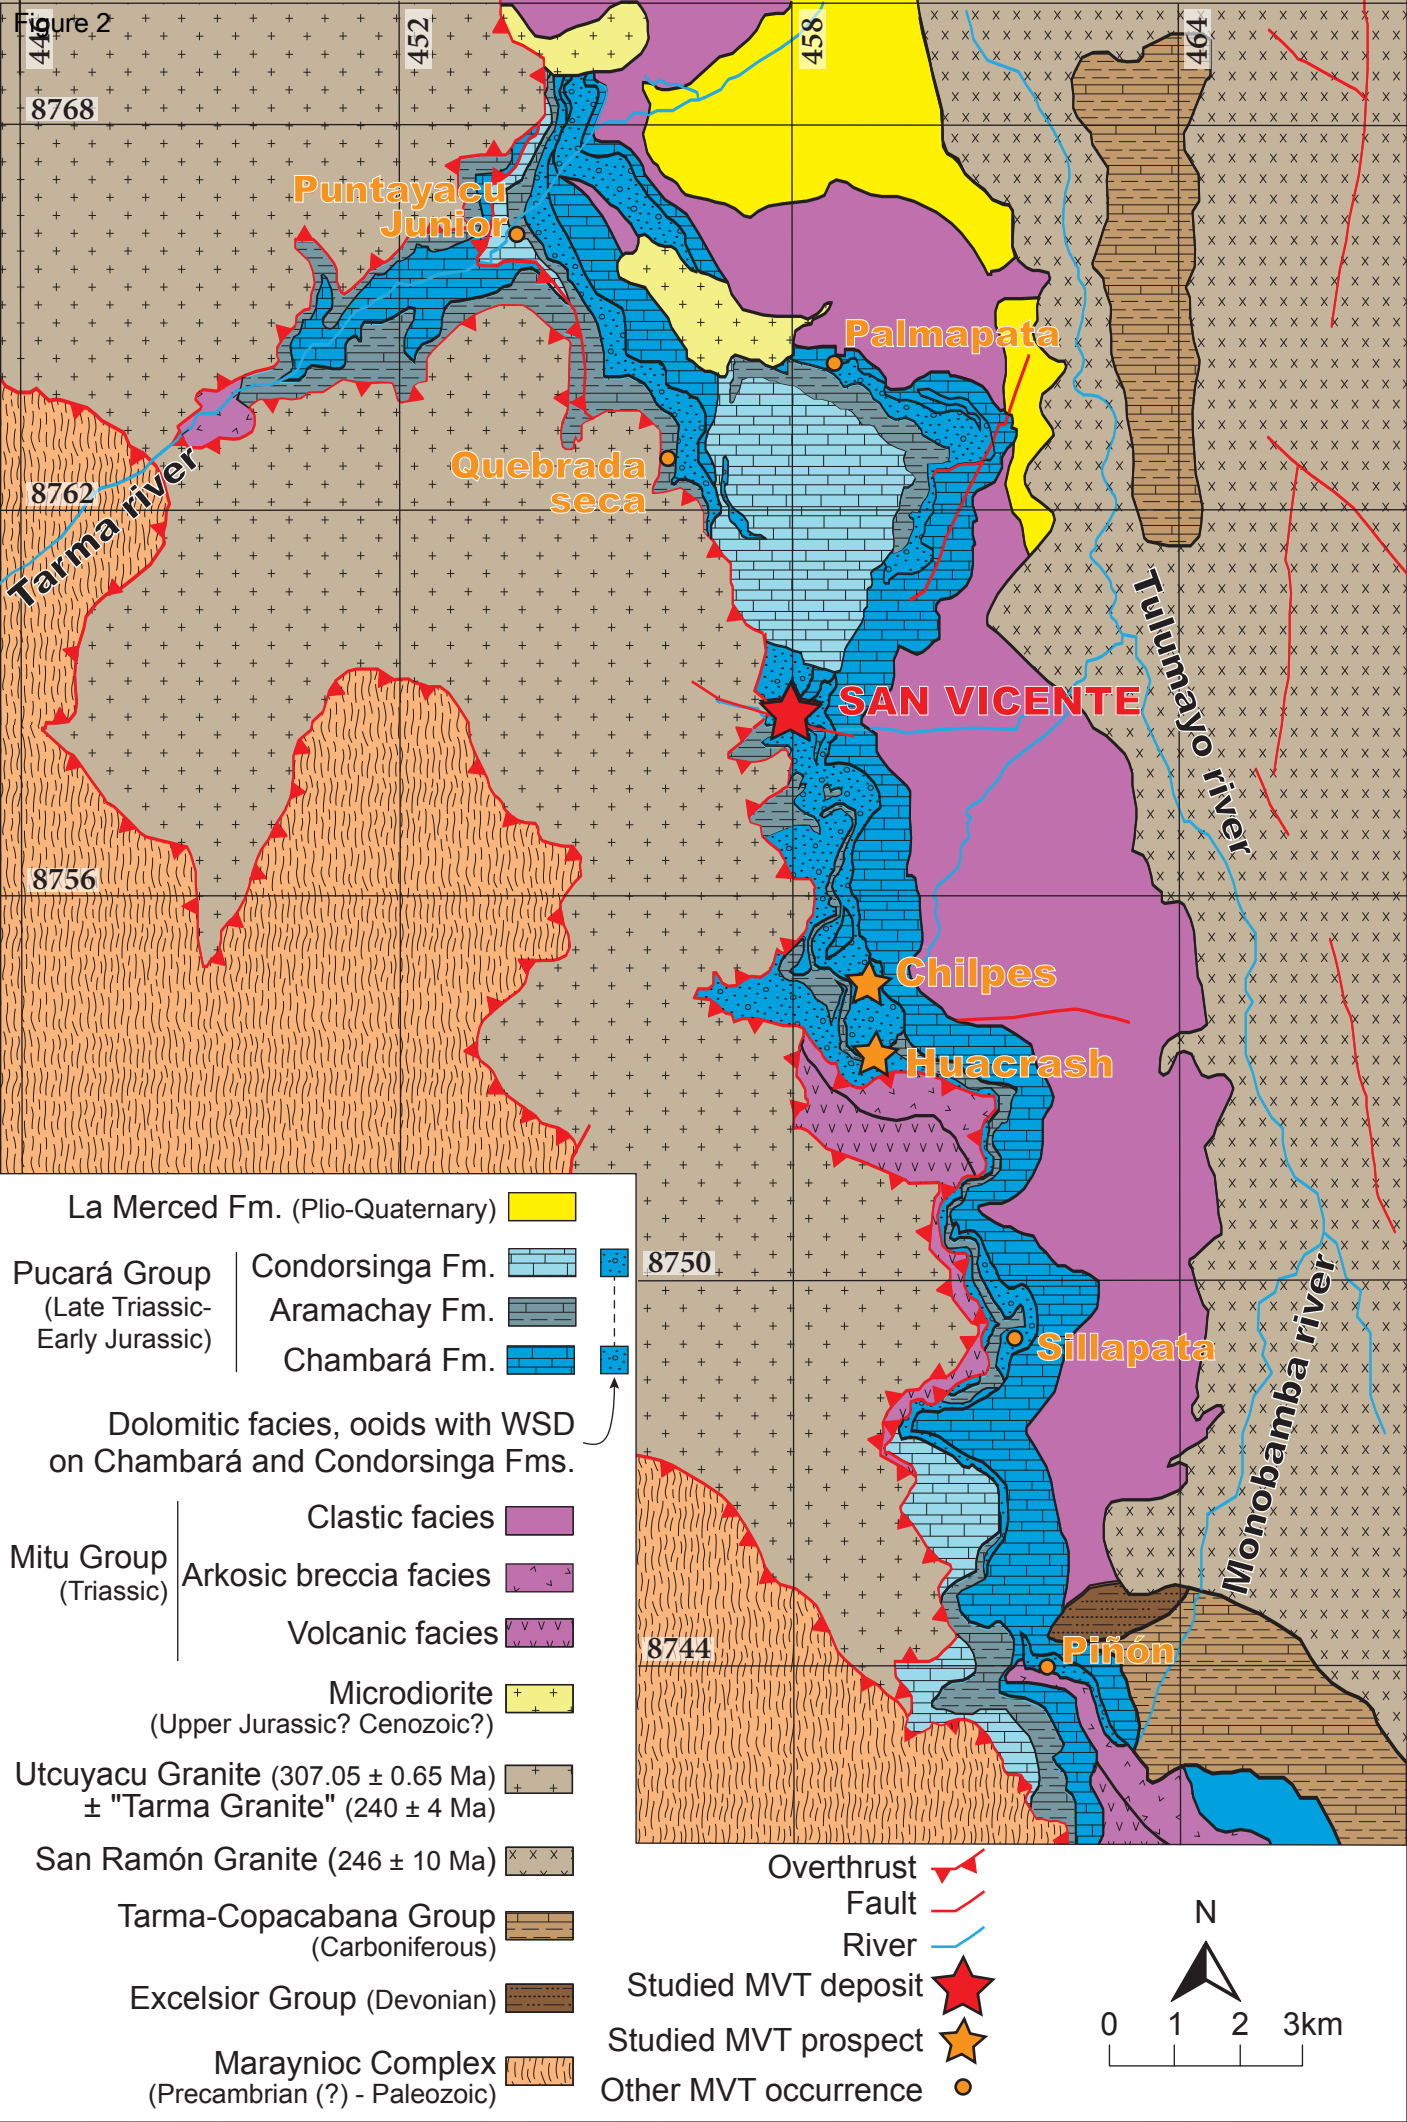 Figure 2
452
458
464
8768
Puntayacu
Junior
Palmapata
Quebrada
seca
8762
Tarma river
Tulumayo river
SAN VICENTE
8756
Chilpes
Huacrash
8750
Sillapata
Monobamba river
8744
Piñón
La Merced Fm. (Plio-Quaternary)
Pucará Group
(Late Triassic-
Early Jurassic)
Condorsinga Fm.
Aramachay Fm.
Chambará Fm.
Dolomitic facies, ooids with WSD
on Chambará and Condorsinga Fms.
Mitu Group
(Triassic)
Clastic facies
Arkosic breccia facies
Volcanic facies
Microdiorite
(Upper Jurassic? Cenozoic?)
Utcuyacu Granite (307.05 ± 0.65 Ma)
± "Tarma Granite" (240 ± 4 Ma)
San Ramón Granite (246 ± 10 Ma)
Tarma-Copacabana Group
(Carboniferous)
Excelsior Group (Devonian)
Maraynioc Complex
(Precambrian (?) - Paleozoic)
Overthrust
Fault
River
Studied MVT deposit
Studied MVT prospect
Other MVT occurrence
N
0 1 2 3km